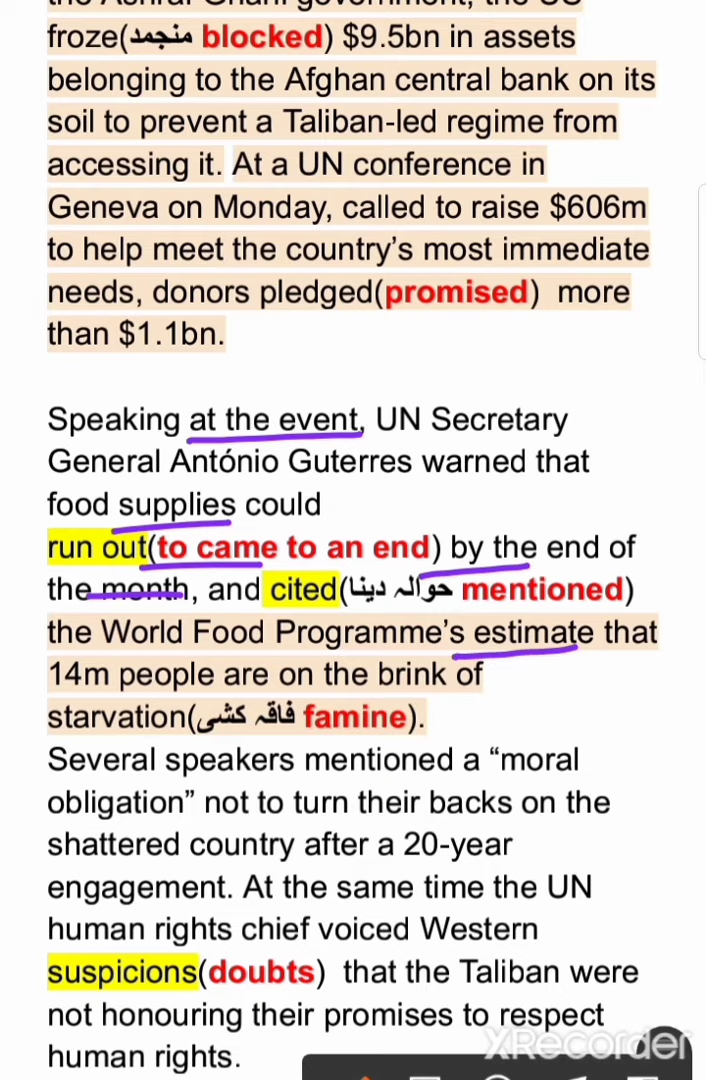 the Ashraf Ghani government, the US
froze(منجمد blocked) $9.5bn in assets
belonging to the Afghan central bank on its
soil to prevent a Taliban-led regime from
accessing it. At a UN conference in
Geneva on Monday, called to raise $606m
to help meet the country’s most immediate
needs, donors pledged(promised) more
than $1.1bn.
Speaking at the event, UN Secretary
General António Guterres warned that
food supplies could
run out(to came to an end) by the end of
the month, and cited(حوالہ دینا mentioned)
the World Food Programme’s estimate that
14m people are on the brink of
starvation(فاقہ کشی famine).
Several speakers mentioned a “moral
obligation” not to turn their backs on the
shattered country after a 20-year
engagement. At the same time the UN
human rights chief voiced Western
suspicions(doubts) that the Taliban were
not honouring their promises to respect
human rights.
XRecorder